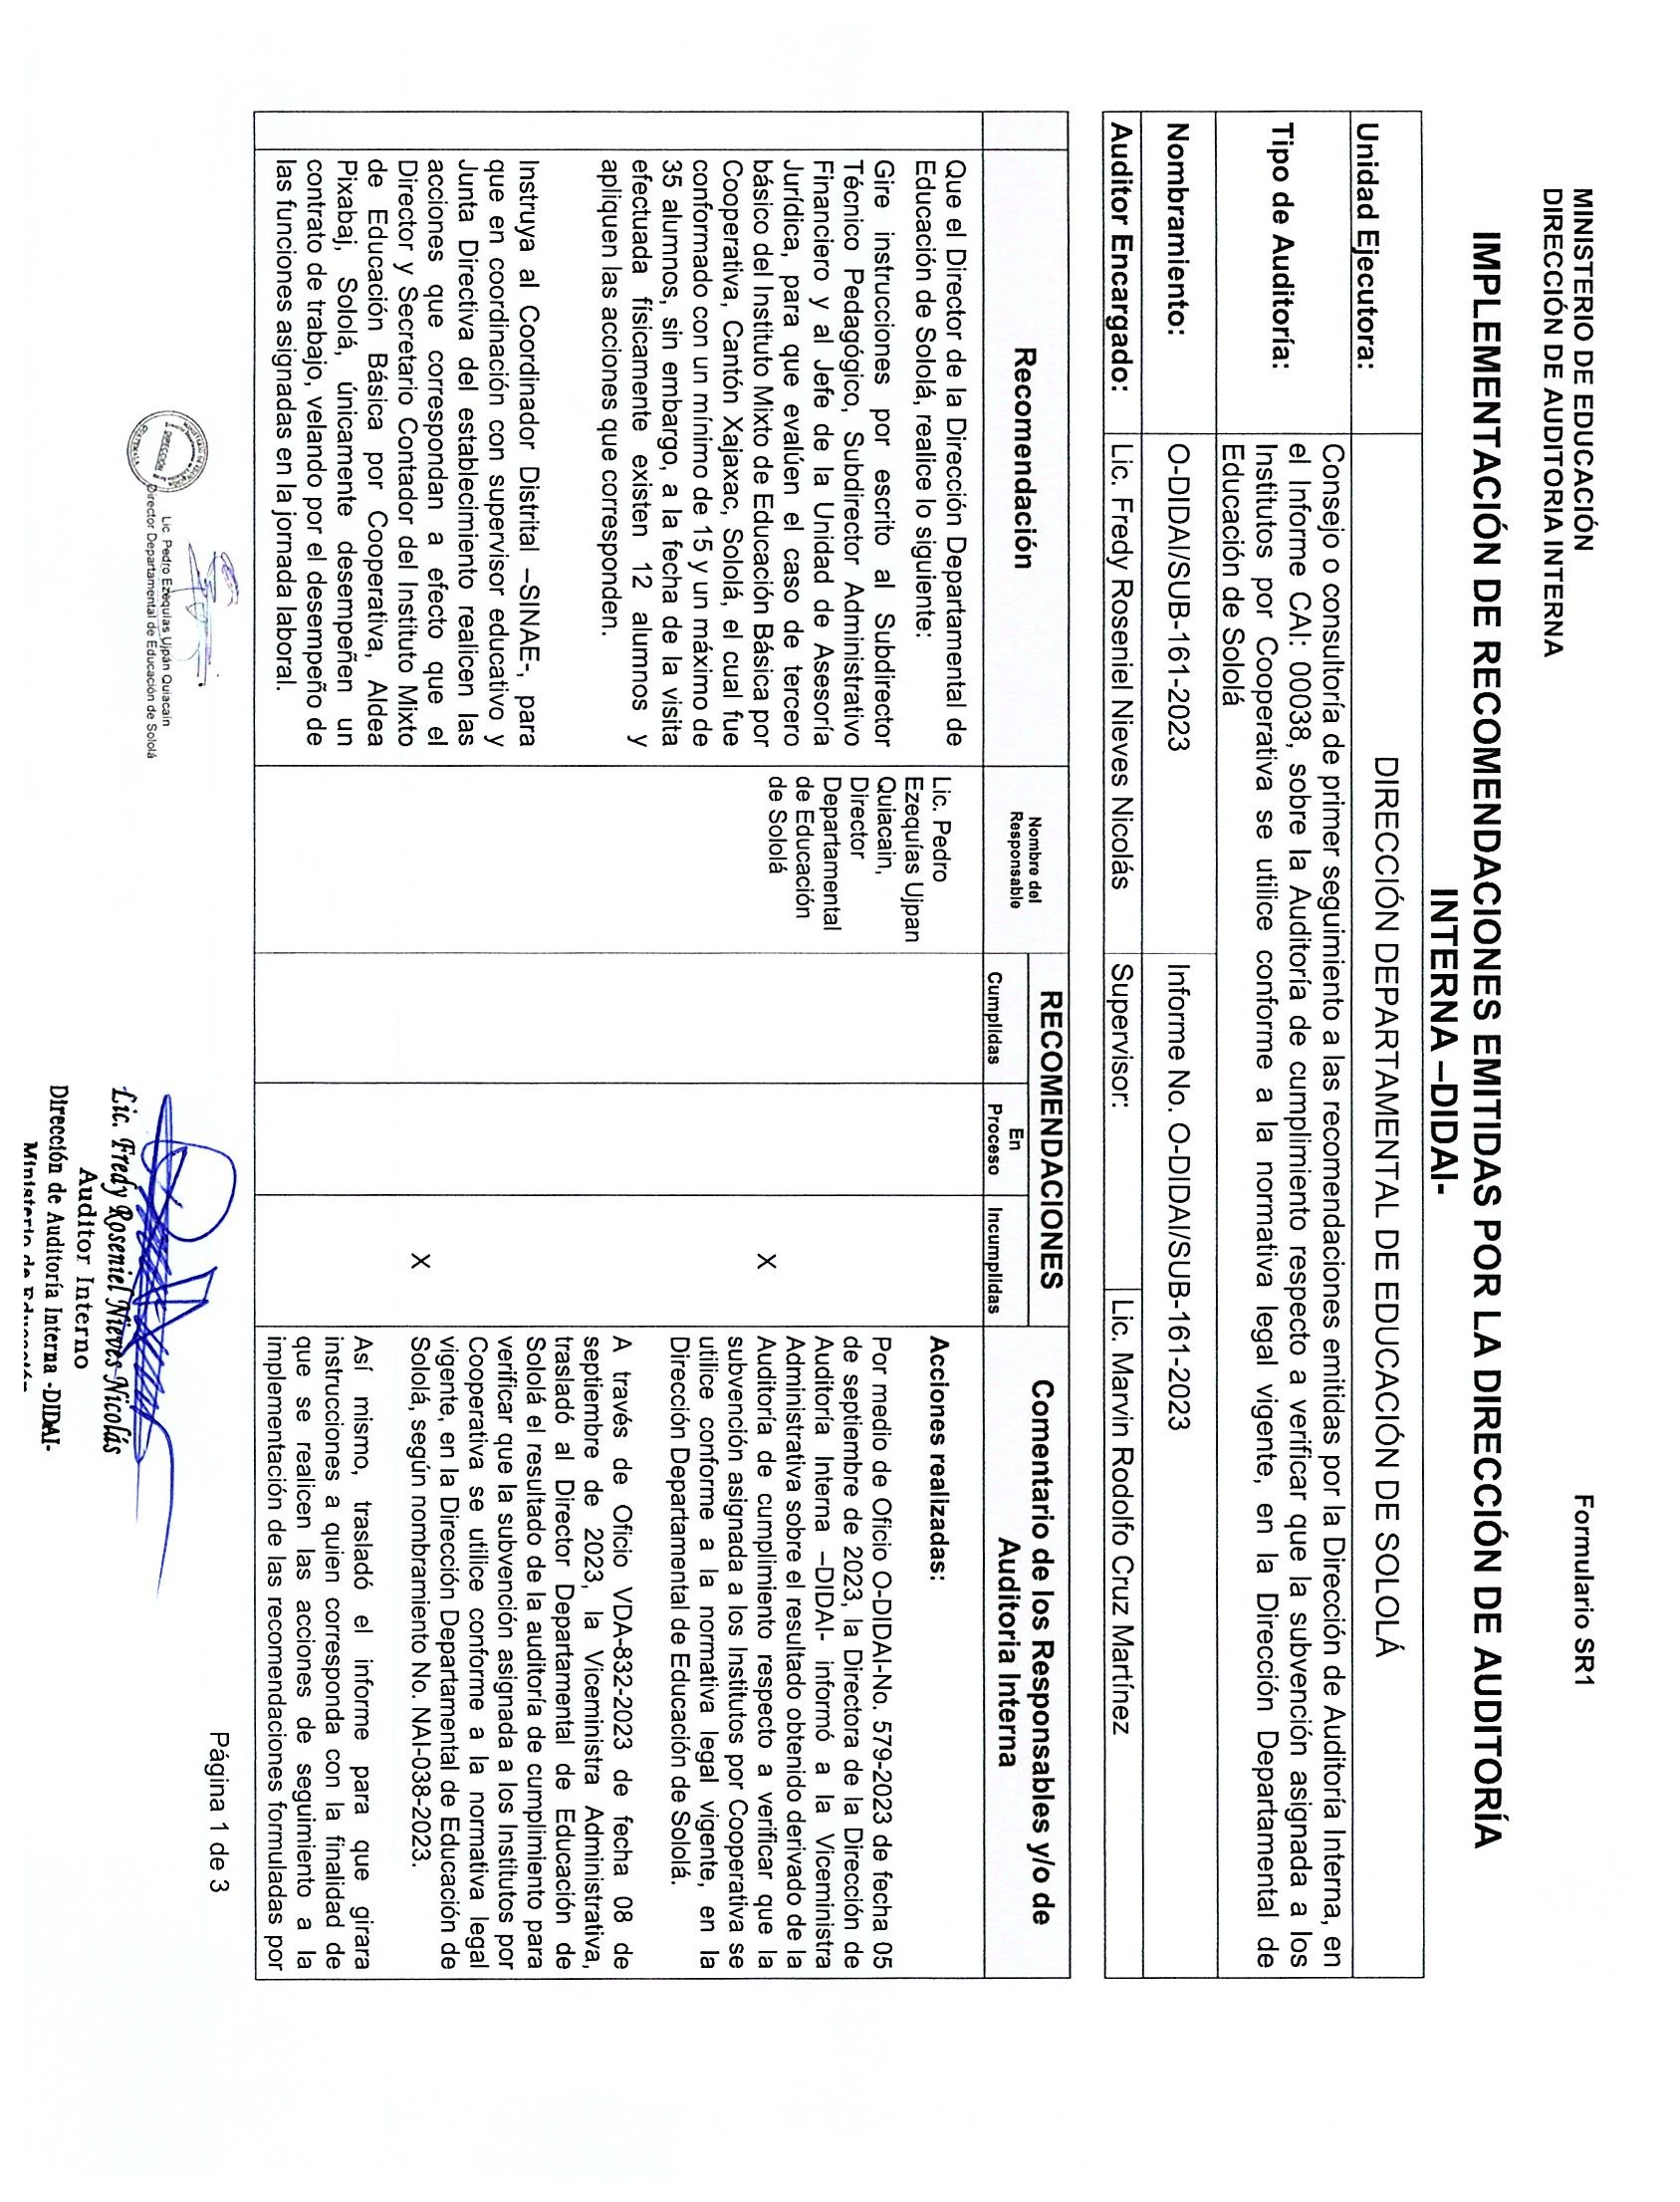 MINISTERIO DE EDUCACIÓN
DIRECCIÓN DE AUDITORIA INTERNA
Formulario SR1
IMPLEMENTACIÓN DE RECOMENDACIONES EMITIDAS POR LA DIRECCIÓN DE AUDITORÍA
INTERNA –DIDAI-
Unidad Ejecutora:
DIRECCIÓN DEPARTAMENTAL DE EDUCACIÓN DE SOLOLÁ
Tipo de Auditoría:
Consejo o consultoría de primer seguimiento a las recomendaciones emitidas por la Dirección de Auditoría Interna, en
el Informe CAI: 00038, sobre la Auditoría de cumplimiento respecto a verificar que la subvención asignada a los
Institutos por Cooperativa se utilice conforme a la normativa legal vigente, en la Dirección Departamental de
Educación de Sololá
Nombramiento:
O-DIDAI/SUB-161-2023
Informe No. O-DIDAI/SUB-161-2023
Auditor Encargado:
Lic. Fredy Roseniel Nieves Nicolás
Supervisor:
Lic. Marvin Rodolfo Cruz Martínez
Recomendación
Nombre del
Responsable
RECOMENDACIONES
Cumplidas
En
Proceso
Incumplidas
Comentario de los Responsables y/o de
Auditoria Interna
Que el Director de la Dirección Departamental de
Educación de Sololá, realice lo siguiente:
Gire instrucciones por escrito al Subdirector
Técnico Pedagógico, Subdirector Administrativo
Financiero y al Jefe de la Unidad de Asesoría
Jurídica, para que evalúen el caso de tercero
básico del Instituto Mixto de Educación Básica por
Cooperativa, Cantón Xajaxac, Sololá, el cual fue
conformado con un mínimo de 15 y un máximo de
35 alumnos, sin embargo, a la fecha de la visita
efectuada físicamente existen 12 alumnos y
apliquen las acciones que corresponden.
Instruya al Coordinador Distrital –SINAE-, para
que en coordinación con supervisor educativo y
Junta Directiva del establecimiento realicen las
acciones que correspondan a efecto que el
Director y Secretario Contador del Instituto Mixto
de Educación Básica por Cooperativa, Aldea
Pixabaj, Sololá, únicamente desempeñen un
contrato de trabajo, velando por el desempeño de
las funciones asignadas en la jornada laboral.
Lic. Pedro
Ezequías Ujpan
Quiacain,
Director
Departamental
de Educación
de Sololá
X
X
Acciones realizadas:
Por medio de Oficio O-DIDAI-No. 579-2023 de fecha 05
de septiembre de 2023, la Directora de la Dirección de
Auditoría Interna –DIDAI- informó a la Viceministra
Administrativa sobre el resultado obtenido derivado de la
Auditoría de cumplimiento respecto a verificar que la
subvención asignada a los Institutos por Cooperativa se
utilice conforme a la normativa legal vigente, en la
Dirección Departamental de Educación de Sololá.
A través de Oficio VDA-832-2023 de fecha 08 de
septiembre de 2023, la Viceministra Administrativa,
trasladó al Director Departamental de Educación de
Sololá el resultado de la auditoría de cumplimiento para
verificar que la subvención asignada a los Institutos por
Cooperativa se utilice conforme a la normativa legal
vigente, en la Dirección Departamental de Educación de
Sololá, según nombramiento No. NAI-038-2023.
Así mismo, trasladó el informe para que girara
instrucciones a quien corresponda con la finalidad de
que se realicen las acciones de seguimiento a la
implementación de las recomendaciones formuladas por
DIRECCIÓN
Lic. Pedro Ezequías Ujpán Quiacain
Director Departamental de Educación de Sololá
Lic. Fredy Roseniel Nieves Nicolás
Auditor Interno
Dirección de Auditoría Interna -DIDAI-
Ministerio de Educación
Página 1 de 3